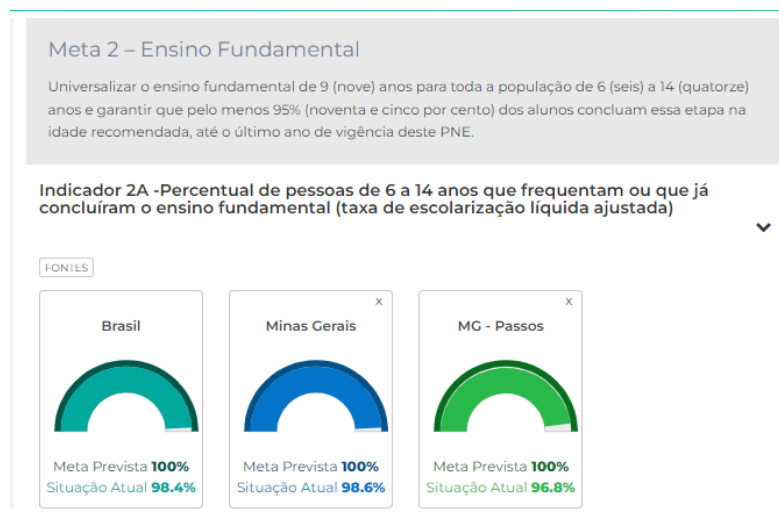 Meta 2 – Ensino Fundamental
Universalizar o ensino fundamental de 9 (nove) anos para toda a população de 6 (seis) a 14 (quatorze)
anos e garantir que pelo menos 95% (noventa e cinco por cento) dos alunos concluam essa etapa na
idade recomendada, até o último ano de vigência deste PNE.
Indicador 2A -Percentual de pessoas de 6 a 14 anos que frequentam ou que já
concluíram o ensino fundamental (taxa de escolarização líquida ajustada)
FONTES
Brasil
Meta Prevista 100%
Situação Atual 98.4%
X
Minas Gerais
Meta Prevista 100%
Situação Atual 98.6%
X
MG - Passos
Meta Prevista 100%
Situação Atual 96.8%